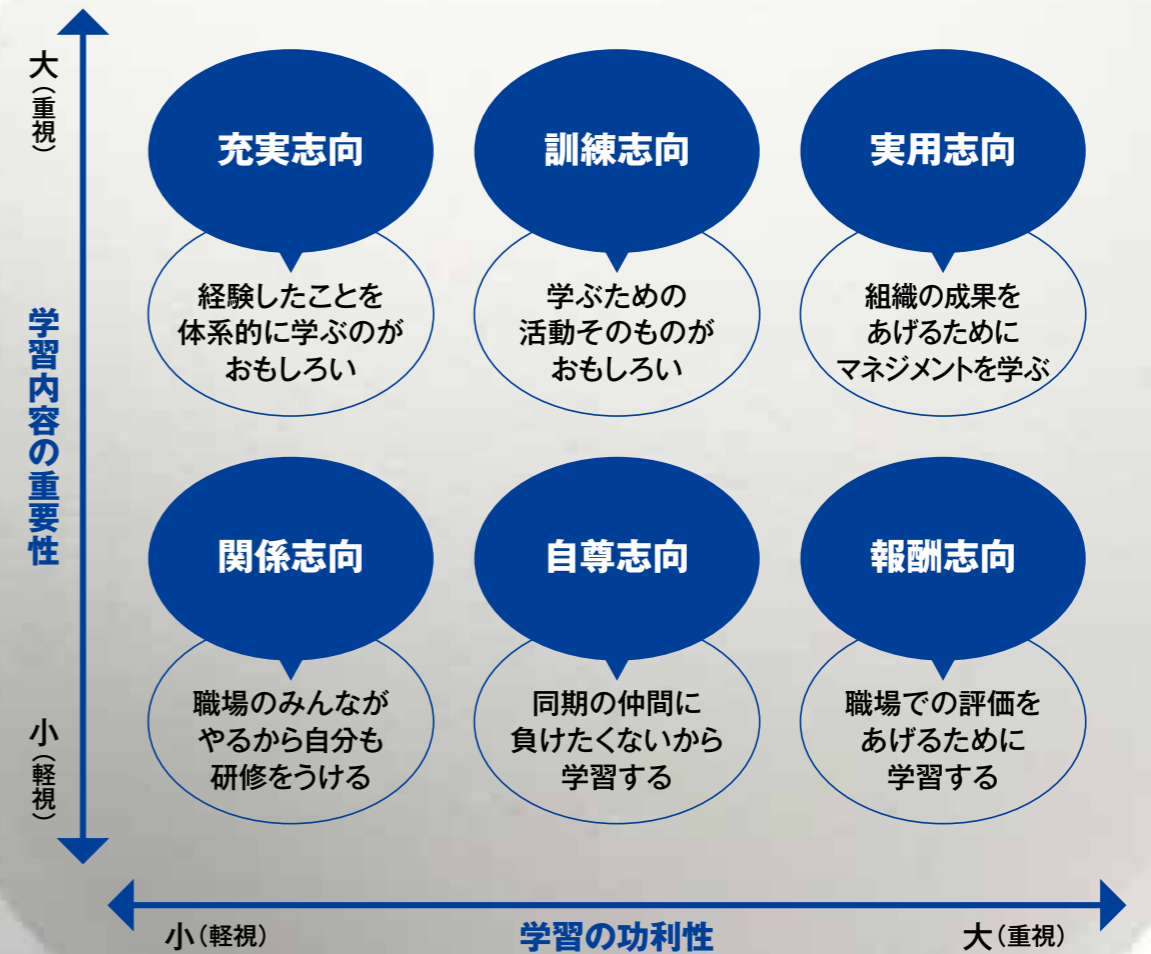 大（重視）
充実志向
訓練志向
実用志向
経験したことを
体系的に学ぶのが
おもしろい
学ぶための
活動そのものが
おもしろい
組織の成果を
あげるために
マネジメントを学ぶ
学習内容の重要性
関係志向
自尊志向
報酬志向
職場のみんなが
やるから自分も
研修をうける
同期の仲間に
負けたくないから
学習する
職場での評価を
あげるために
学習する
小（軽視）
小（軽視）
学習の功利性
大（重視）